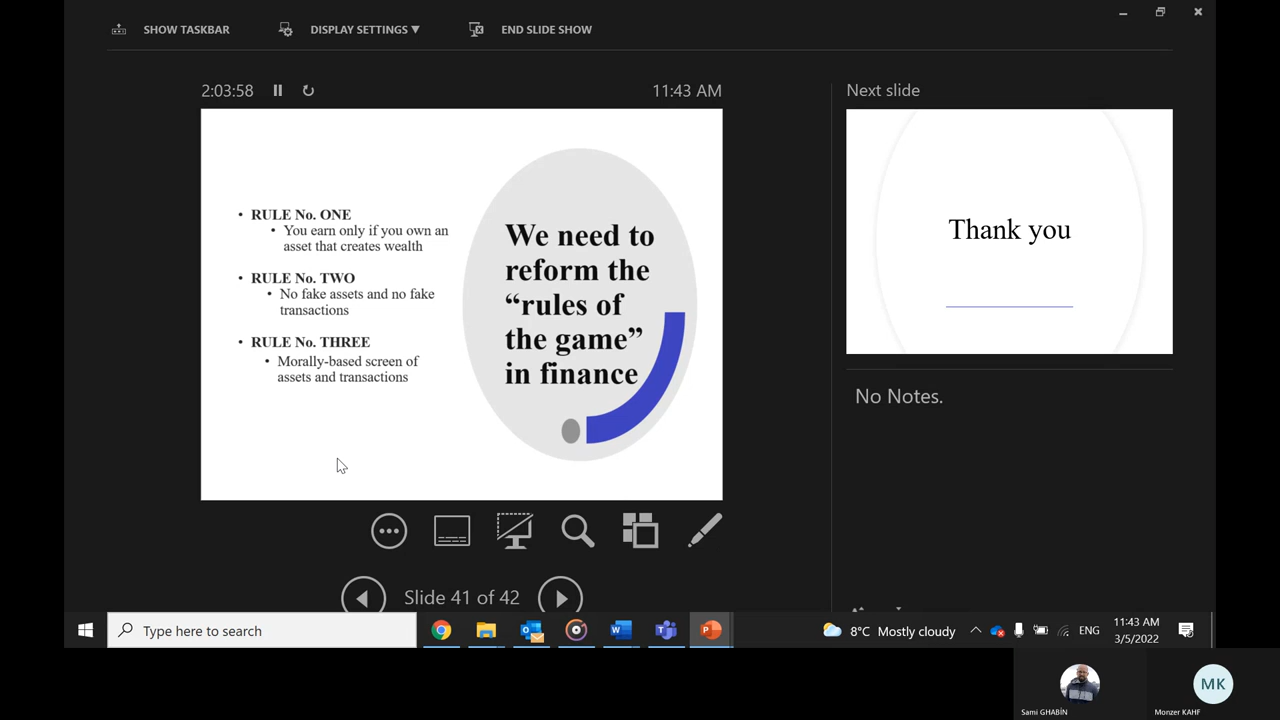 SHOW TASKBAR
DISPLAY SETTINGS ▼
END SLIDE SHOW
2:03:58
11:43 AM
• RULE No. ONE
• You earn only if you own an
asset that creates wealth
• RULE No. TWO
• No fake assets and no fake
transactions
• RULE No. THREE
• Morally-based screen of
assets and transactions
We need to
reform the
“rules of
the game”
in finance
Next slide
Thank you
No Notes.
Slide 41 of 42
Type here to search
8°C Mostly cloudy
ENG
11:43 AM
3/5/2022
Sami GHABİN
MK
Monzer KAHF